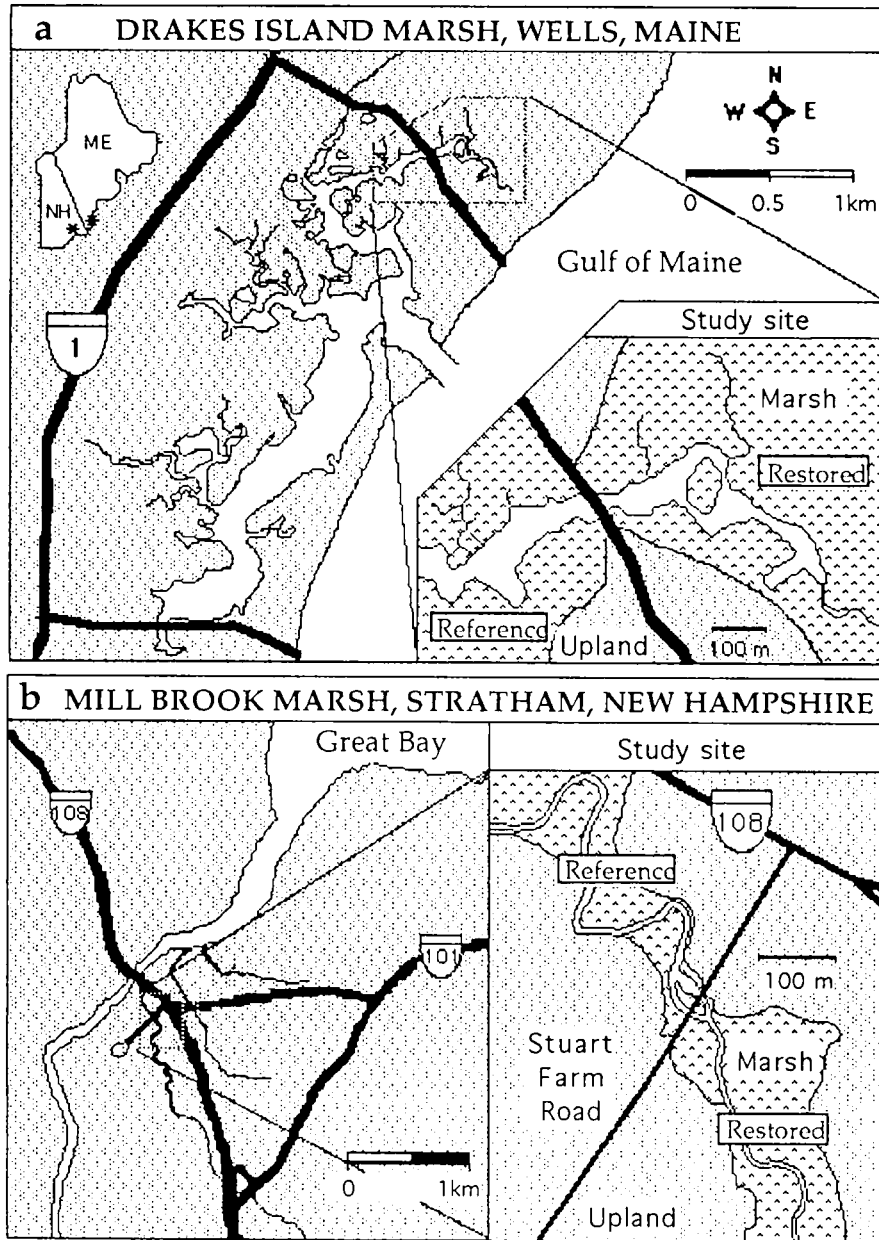 a DRAKES ISLAND MARSH, WELLS, MAINE
ME
NH
N
W E
S
0 0.5 1km
1
Gulf of Maine
Study site
Marsh
Restored
Reference
Upland
100 m
b MILL BROOK MARSH, STRATHAM, NEW HAMPSHIRE
Great Bay
108
101
0 1km
Study site
108
Reference
100 m
Stuart
Farm
Road
Marsh
Restored
Upland